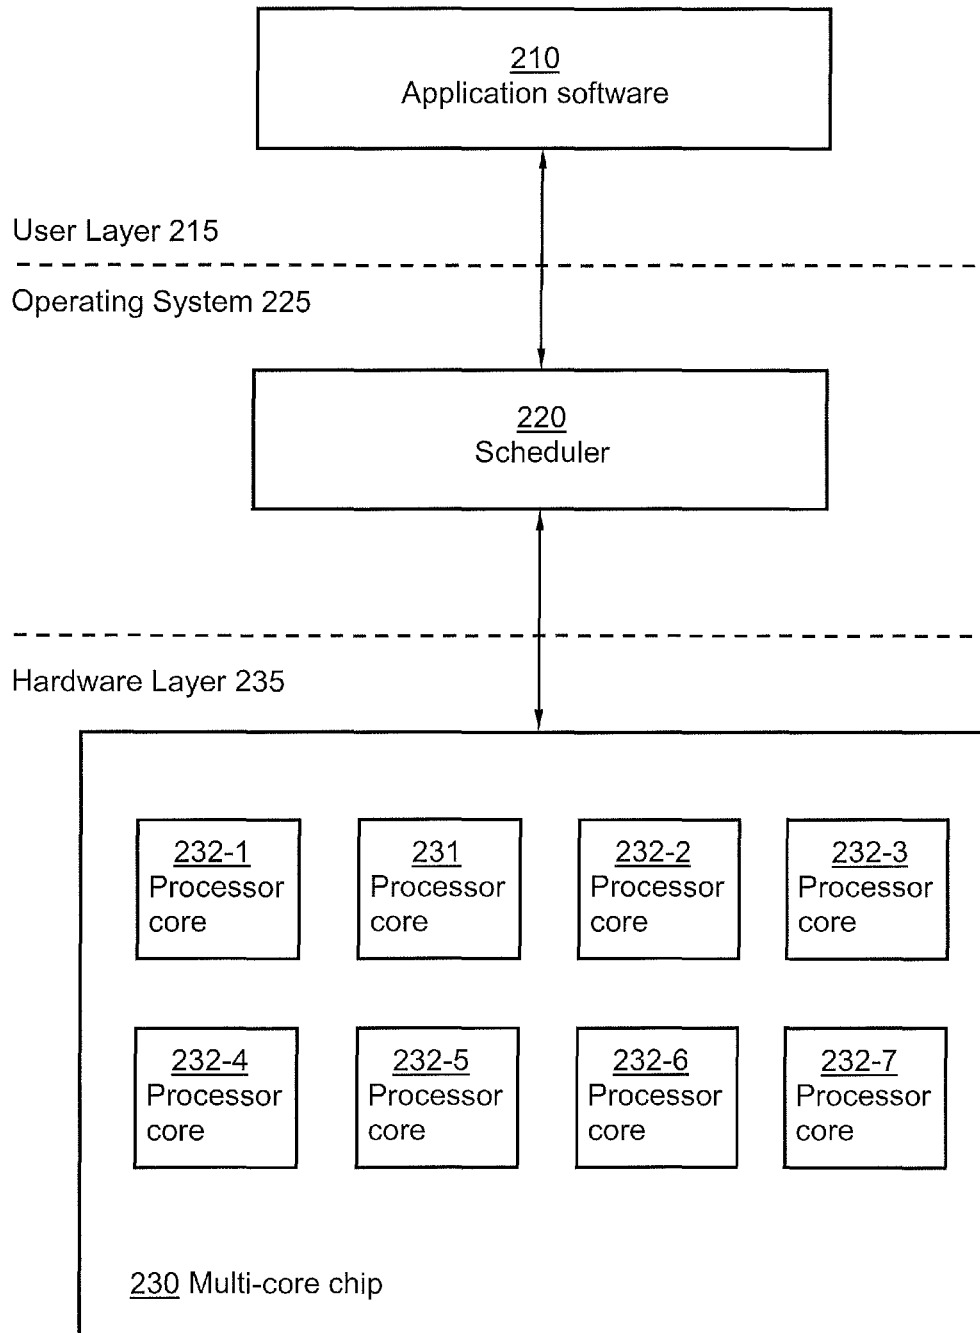 210
Application software
User Layer 215
Operating System 225
220
Scheduler
Hardware Layer 235
232-1
Processor
core
231
Processor
core
232-2
Processor
core
232-3
Processor
core
232-4
Processor
core
232-5
Processor
core
232-6
Processor
core
232-7
Processor
core
230 Multi-core chip